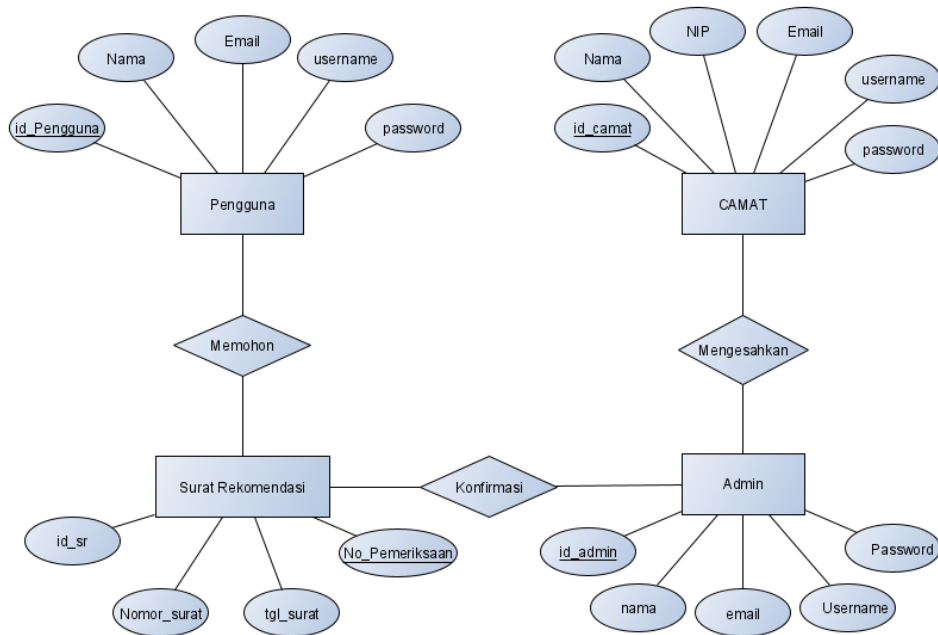 Nama
Email
username
id_Pengguna
password
Pengguna
Memohon
Nama
NIP
Email
username
id_camat
password
CAMAT
Mengesahkan
Surat Rekomendasi
Konfirmasi
Admin
id_sr
Nomor_surat
tgl_surat
No_Pemeriksaan
id_admin
nama
email
Username
Password